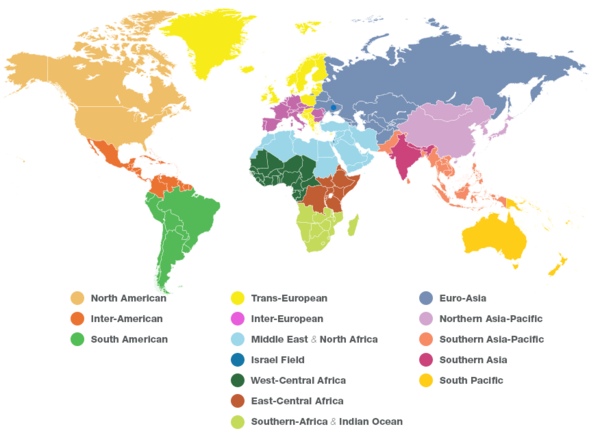 North American
Inter-American
South American
Trans-European
Inter-European
Middle East & North Africa
Israel Field
West-Central Africa
East-Central Africa
Southern-Africa & Indian Ocean
Euro-Asia
Northern Asia-Pacific
Southern Asia-Pacific
Southern Asia
South Pacific